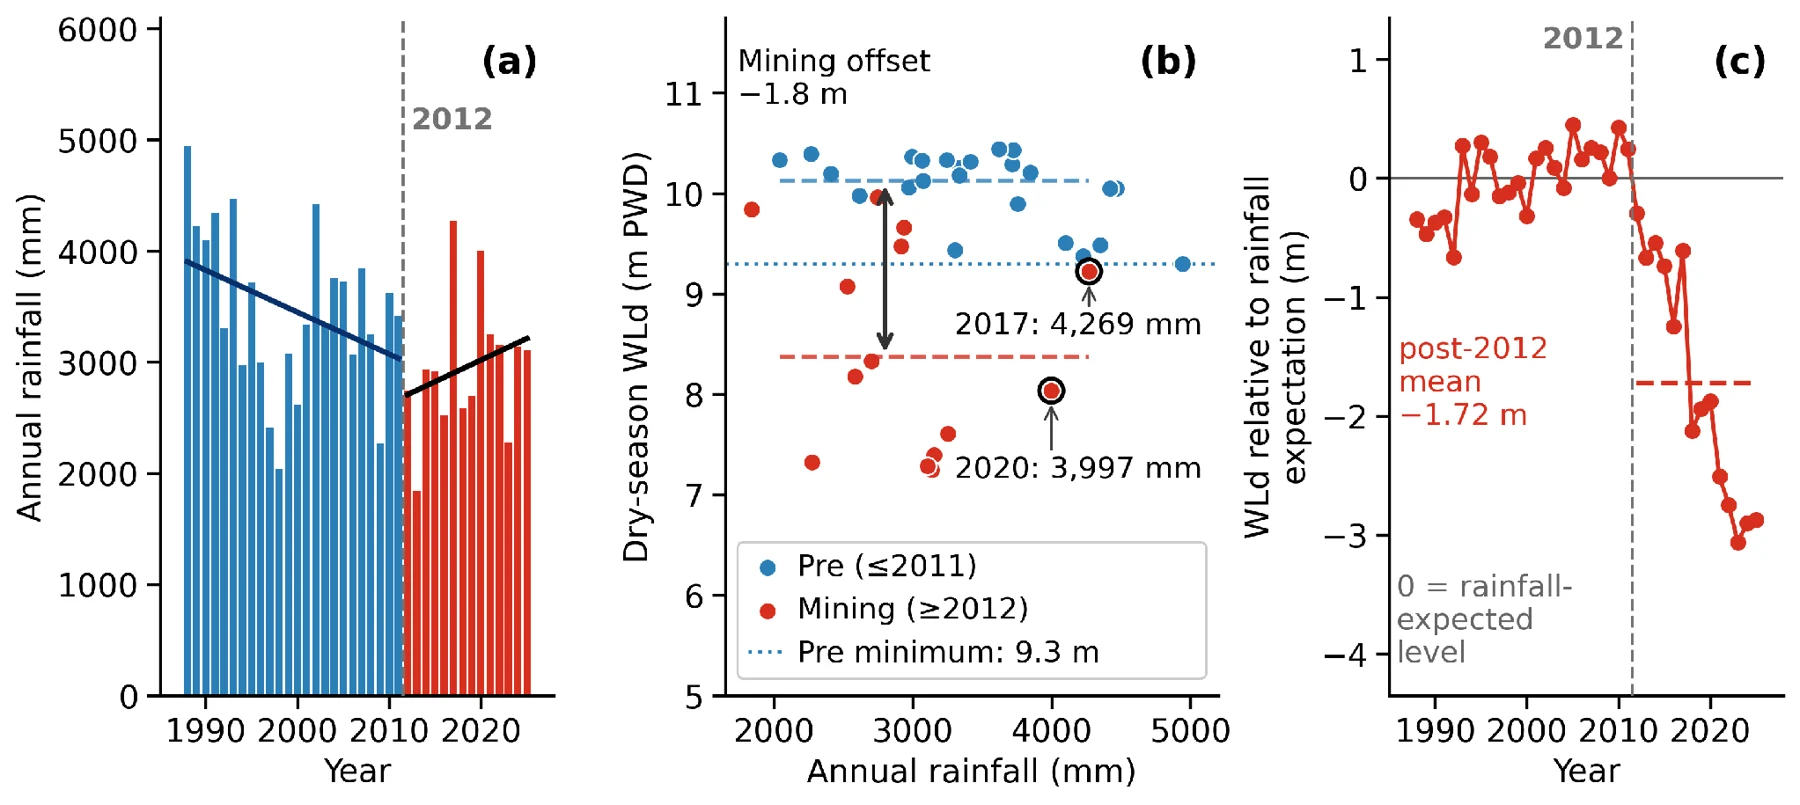 (a)
2012
6000
5000
4000
3000
2000
1000
0
1990 2000 2010 2020
Year
Annual rainfall (mm)
(b)
Mining offset
−1.8 m
11
10
9
8
7
6
5
2017: 4,269 mm
2020: 3,997 mm
Pre (≤2011)
Mining (≥2012)
Pre minimum: 9.3 m
2000 3000 4000 5000
Annual rainfall (mm)
Dry-season WLd (m PWD)
2012
(c)
1
0
−1
−2
−3
−4
post-2012
mean
−1.72 m
0 = rainfall-
expected
level
1990 2000 2010 2020
Year
WLd relative to rainfall
expectation (m)